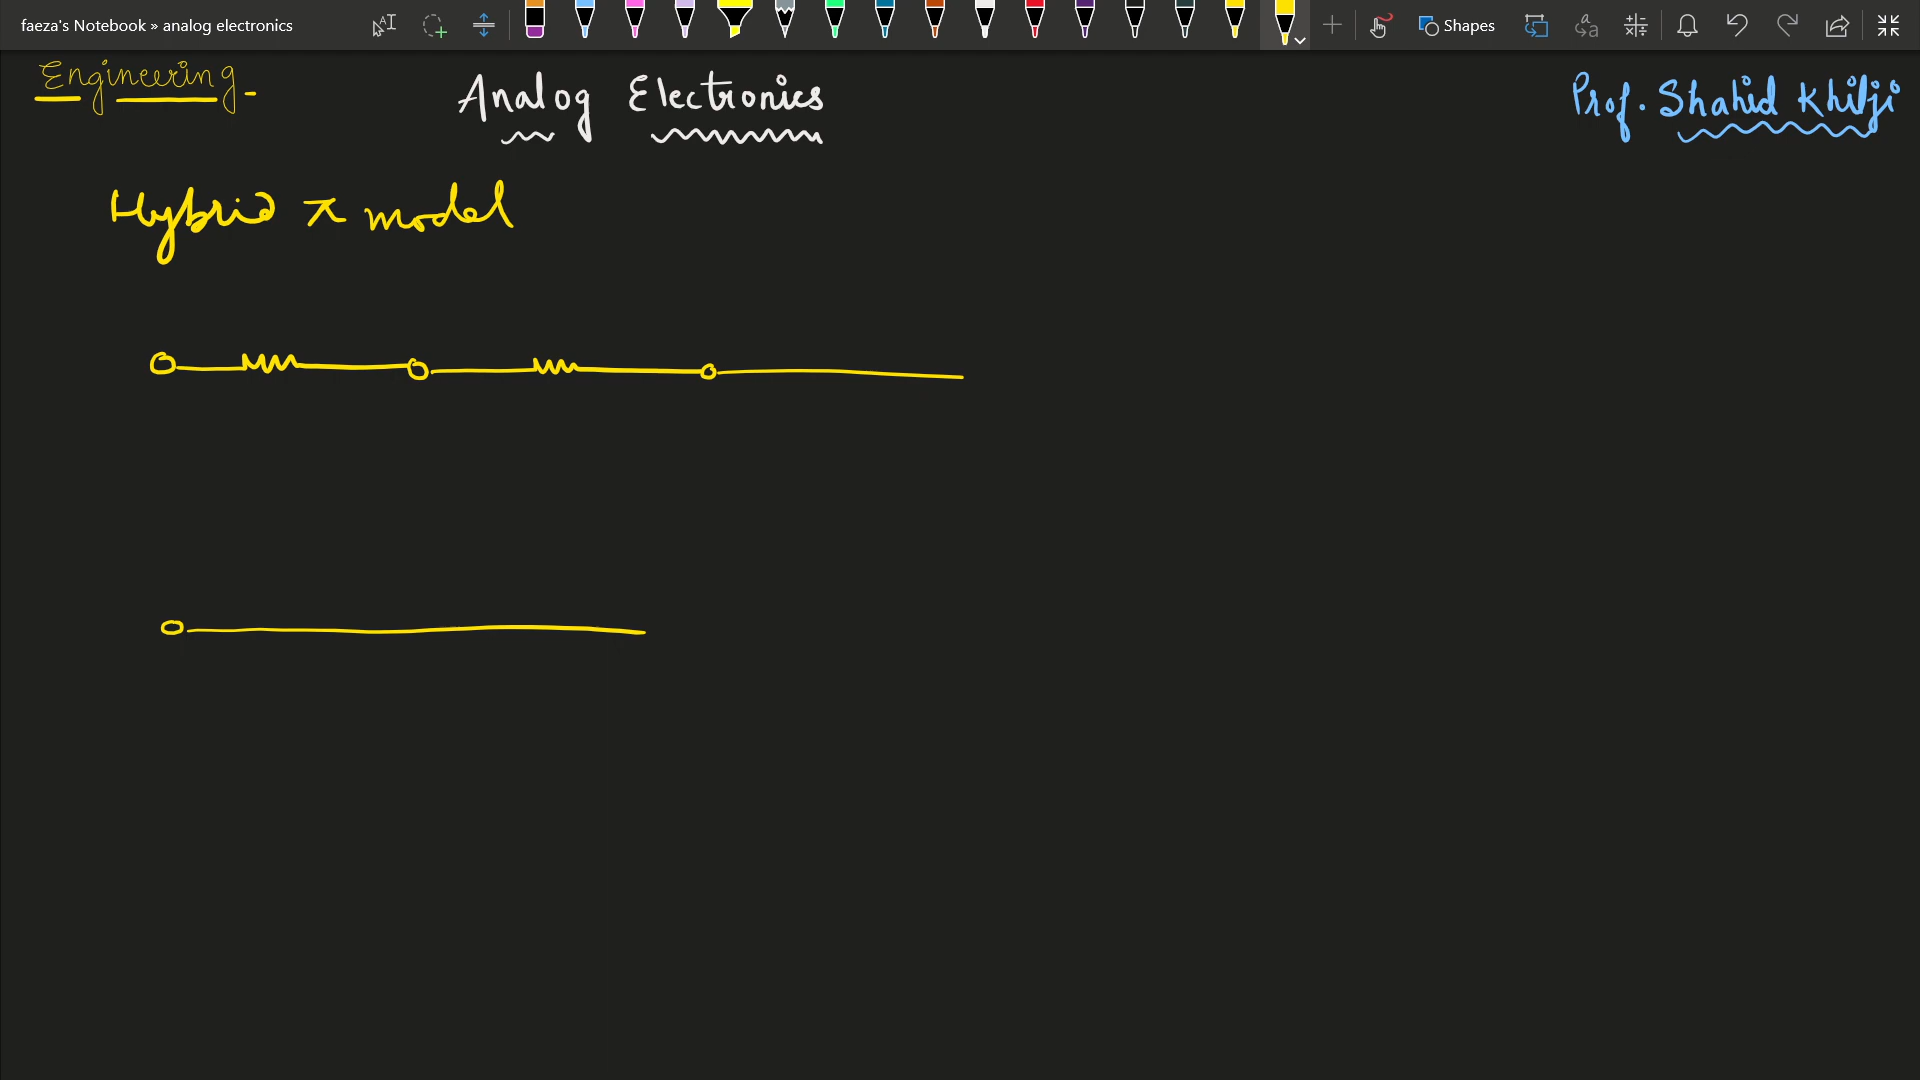 faeza's Notebook » analog electronics
Shapes
Engineering
Analog Electronics
Prof. Shahid Khilji
Hybrid π model